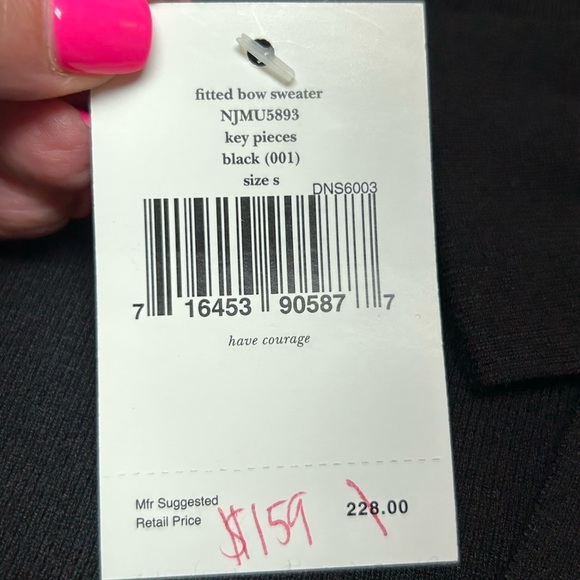 fitted bow sweater
NJMU5893
key pieces
black (001)
size s
DNS6003
7 16453 90587 7
have courage
Mfr Suggested
Retail Price
$159
228.00